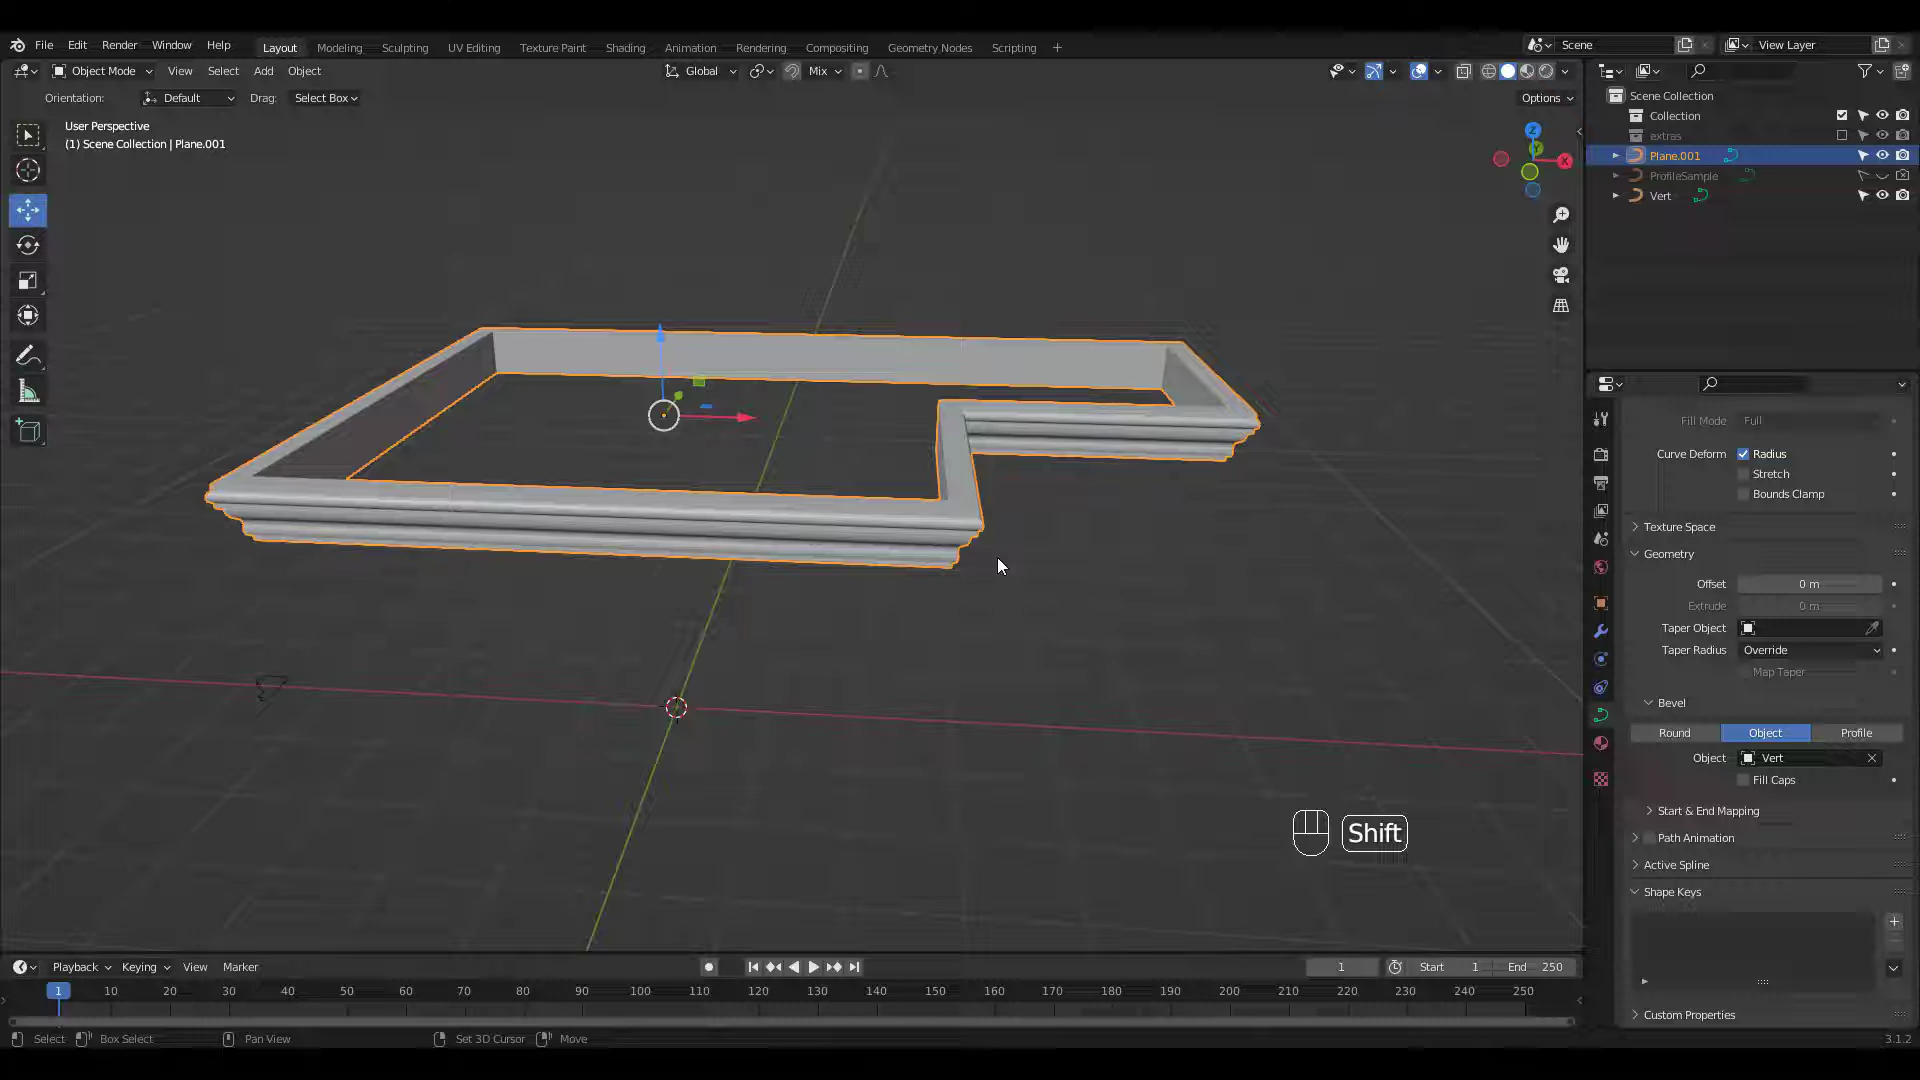 File Edit Render Window Help Layout Modeling Sculpting UV Editing Texture Paint Shading Animation Rendering Compositing Geometry Nodes Scripting + Scene View Layer
Object Mode View Select Add Object Global Mix
Orientation: Default Drag: Select Box Options
User Perspective
(1) Scene Collection | Plane.001
Z
Y
X
Scene Collection
Collection
extras
Plane.001
ProfileSample
Vert
Fill Mode Full
Curve Deform Radius
Stretch
Bounds Clamp
Texture Space
Geometry
Offset 0 m
Extrude 0 m
Taper Object
Taper Radius Override
Map Taper
Bevel
Round Object Profile
Object Vert
Fill Caps
Start & End Mapping
Path Animation
Active Spline
Shape Keys
Custom Properties
Shift
Playback Keying View Marker 1 Start 1 End 250
1 10 20 30 40 50 60 70 80 90 100 110 120 130 140 150 160 170 180 190 200 210 220 230 240 250
Select Box Select Pan View Set 3D Cursor Move 3.1.2